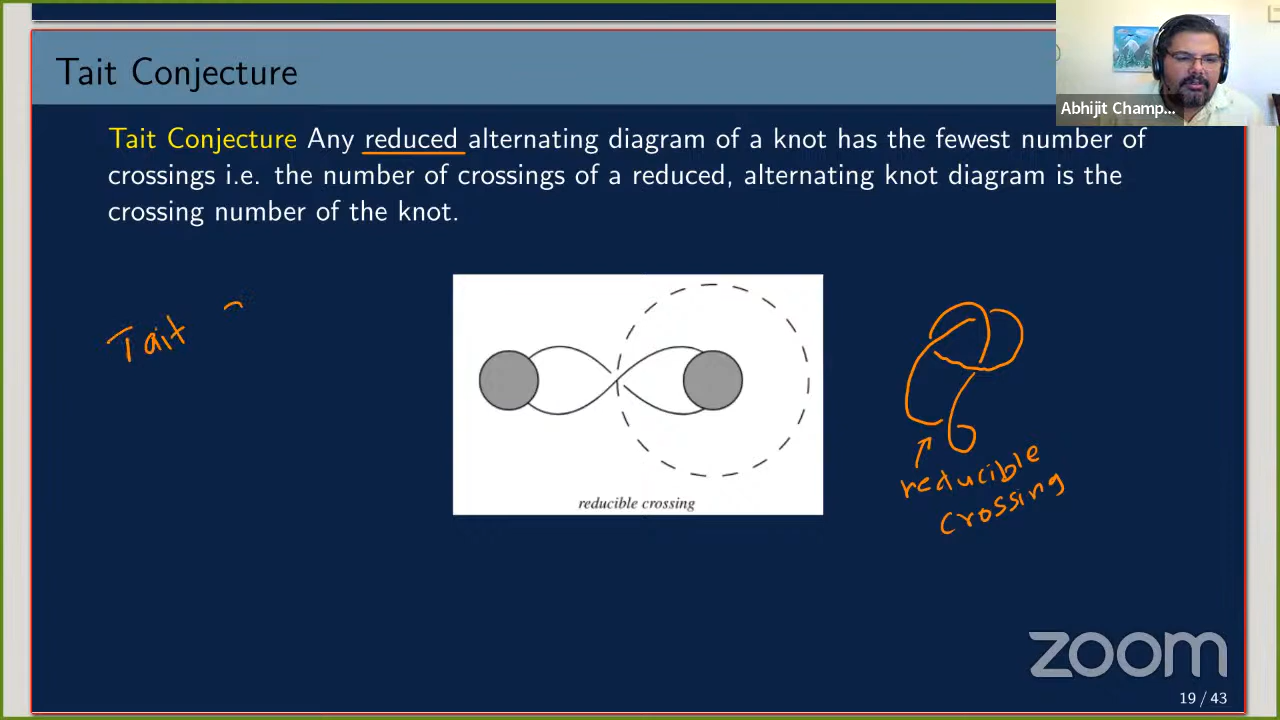 Tait Conjecture
Abhijit Champ...
Tait Conjecture Any reduced alternating diagram of a knot has the fewest number of
crossings i.e. the number of crossings of a reduced, alternating knot diagram is the
crossing number of the knot.
Tait
reducible crossing
reducible
crossing
zoom
19 / 43